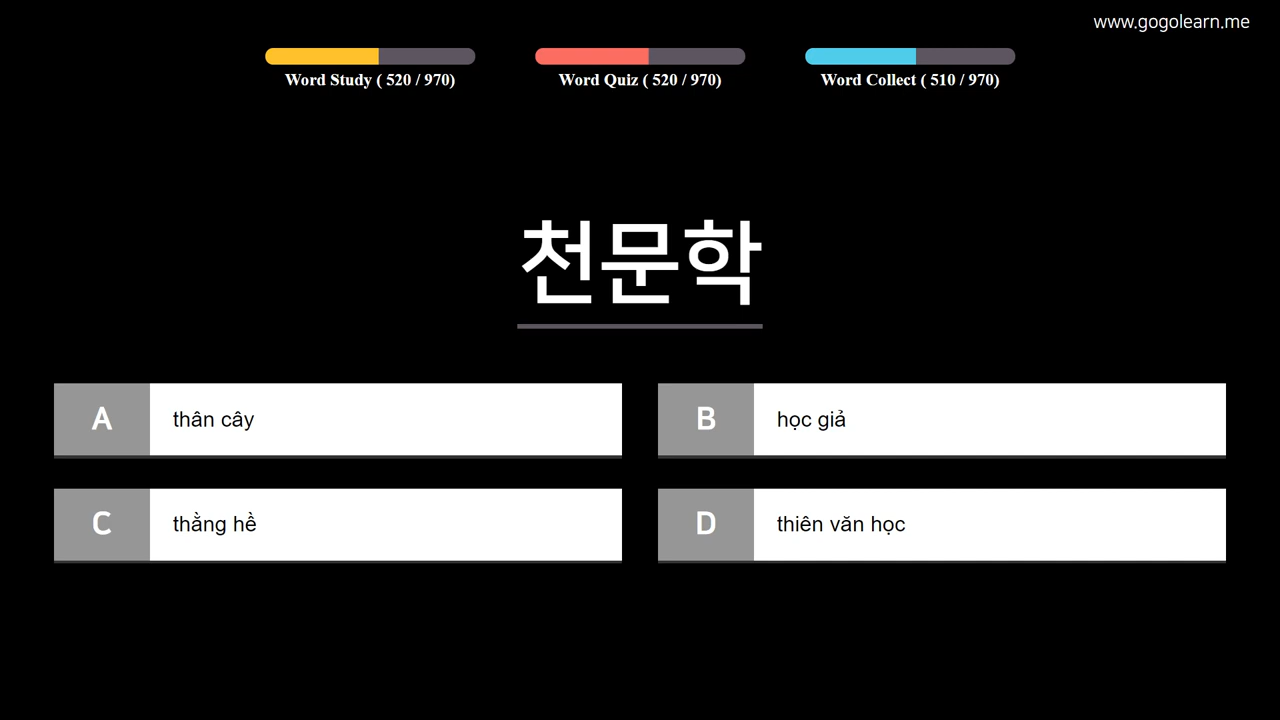 www.gogolearn.me
Word Study ( 520 / 970)
Word Quiz ( 520 / 970)
Word Collect ( 510 / 970)
천문학
A thân cây
B học giả
C thằng hề
D thiên văn học